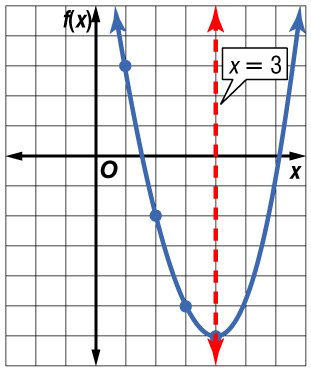 f(x)
x = 3
O
x